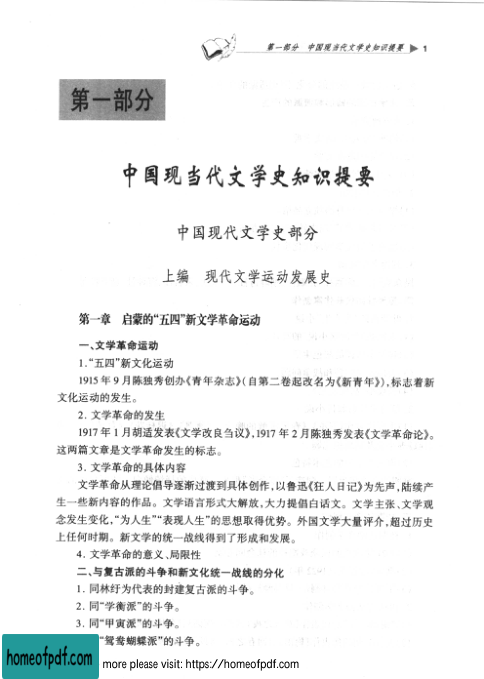 第一部分 中国现当代文学史知识提要 ▶ 1
第一部分
中国现当代文学史知识提要
中国现代文学史部分
上编 现代文学运动发展史
第一章 启蒙的“五四”新文学革命运动
一、文学革命运动
1.“五四”新文化运动
1915年9月陈独秀创办《青年杂志》(自第二卷起改名为《新青年》),标志着新
文化运动的发生。
2. 文学革命的发生
1917年1月胡适发表《文学改良刍议》,1917年2月陈独秀发表《文学革命论》。
这两篇文章是文学革命发生的标志。
3. 文学革命的具体内容
文学革命从理论倡导逐渐过渡到具体创作,以鲁迅《狂人日记》为先声,陆续产
生一些新内容的作品。文学语言形式大解放,大力提倡白话文。文学主张、文学观
念发生变化,“为人生”“表现人生”的思想取得优势。外国文学大量评介,超过历史
上任何时期。新文学的统一战线得到了形成和发展。
4. 文学革命的意义、局限性
二、与复古派的斗争和新文化统一战线的分化
1. 同林纾为代表的封建复古派的斗争。
2. 同“学衡派”的斗争。
3. 同“甲寅派”的斗争。
“鸳鸯蝴蝶派”的斗争。
homeofpdf.com
more please visit: https://homeofpdf.com